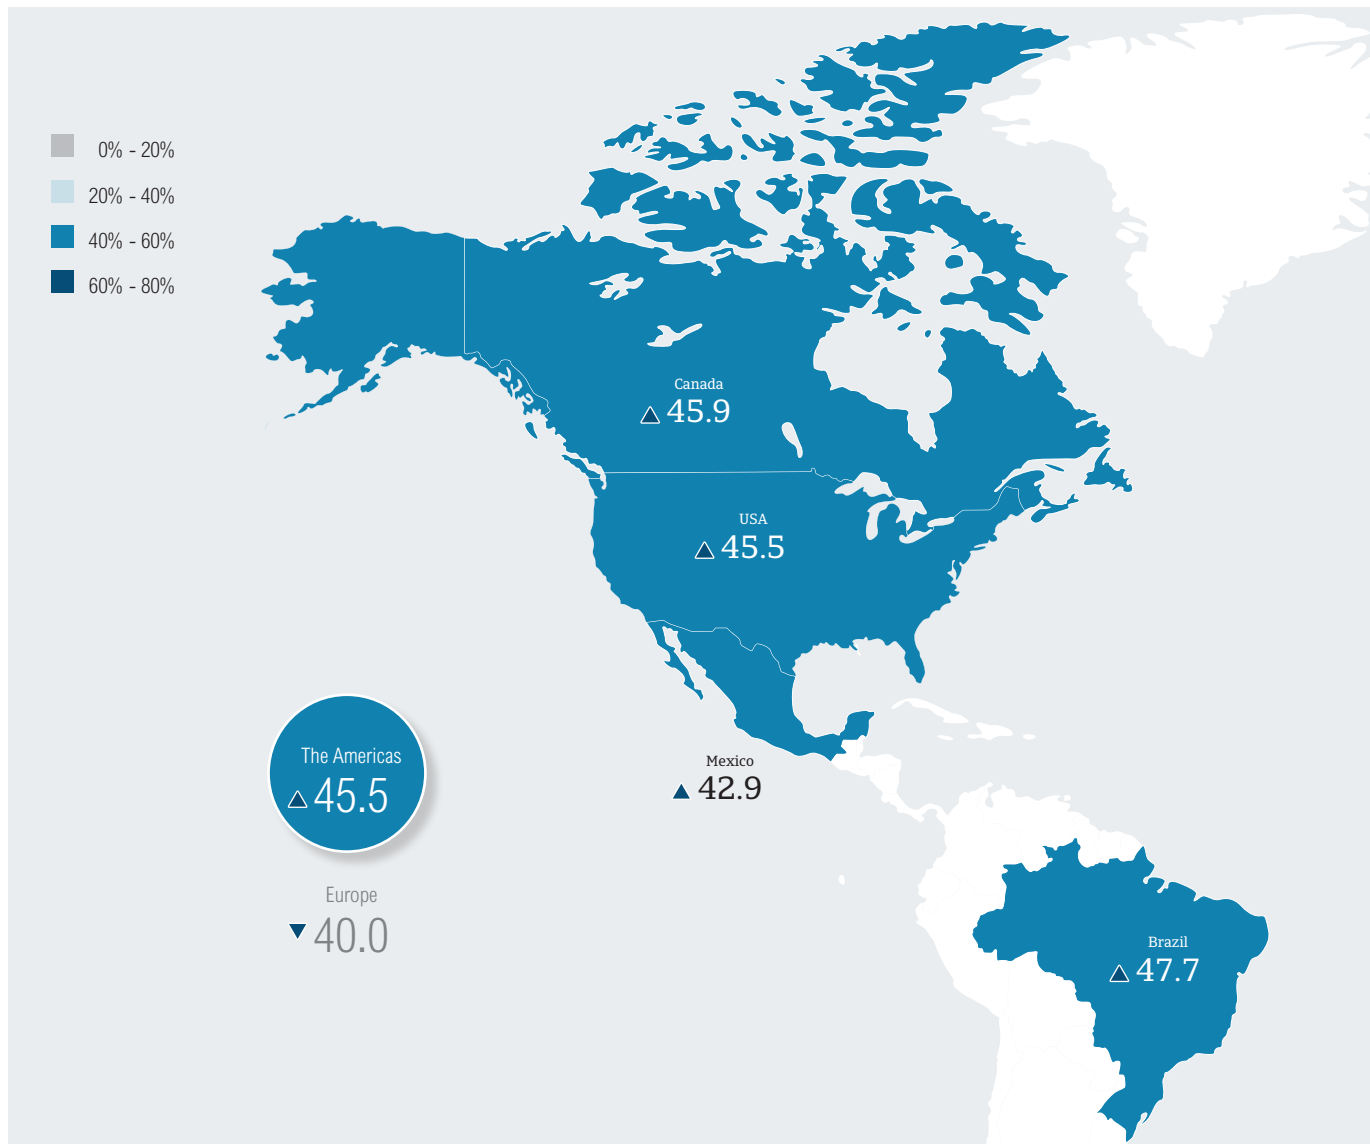 0% - 20%
20% - 40%
40% - 60%
60% - 80%
Canada
45.9
USA
45.5
Mexico
42.9
The Americas
45.5
Europe
40.0
Brazil
47.7